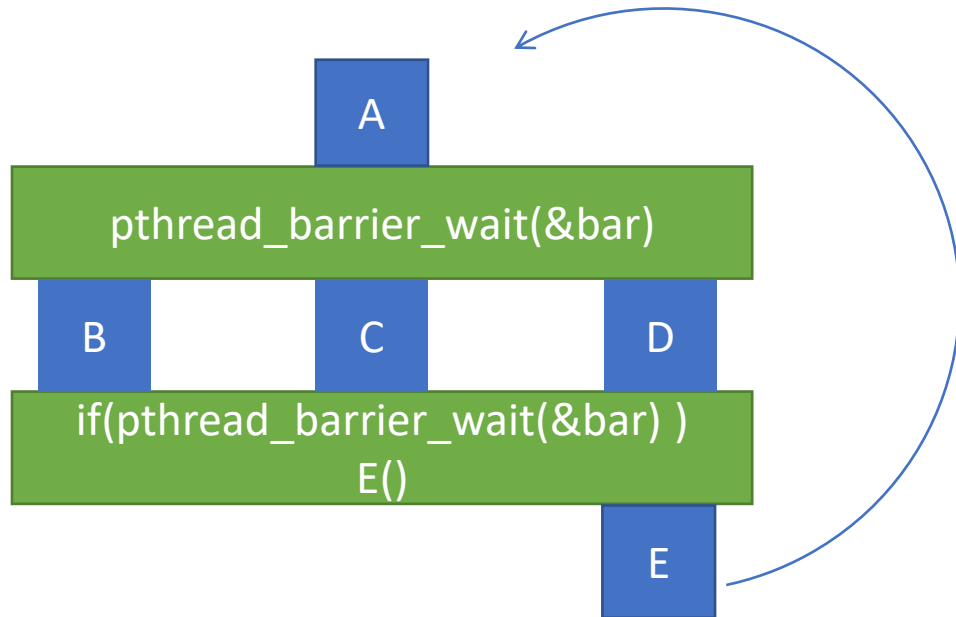 A
pthread_barrier_wait(&bar)
B
C
D
if(pthread_barrier_wait(&bar) )
E()
E